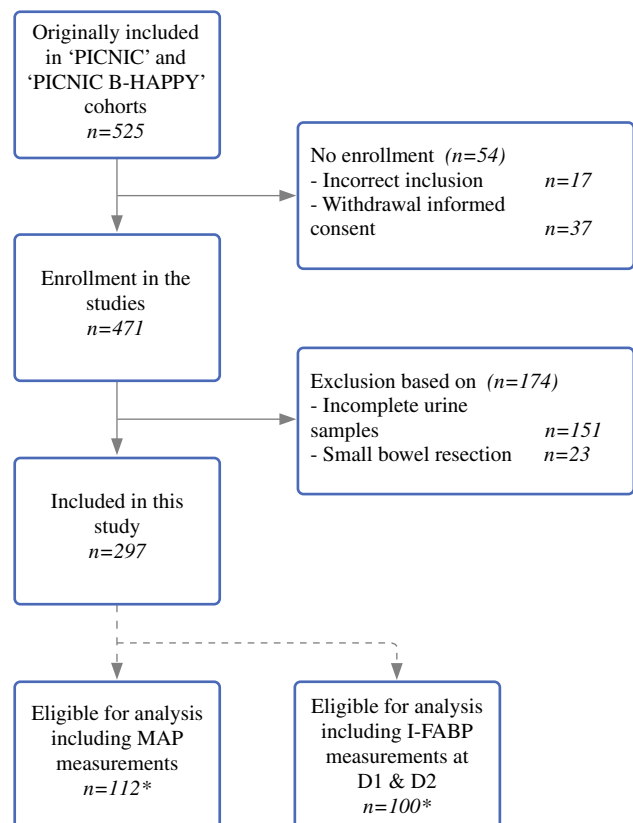 Originally included
in ‘PICNIC’ and
‘PICNIC B-HAPPY’
cohorts
n=525
No enrollment (n=54)
- Incorrect inclusion n=17
- Withdrawal informed
consent n=37
Enrollment in the
studies
n=471
Exclusion based on (n=174)
- Incomplete urine
samples n=151
- Small bowel resection n=23
Included in this
study
n=297
Eligible for analysis
including MAP
measurements
n=112*
Eligible for analysis
including I-FABP
measurements at
D1 & D2
n=100*